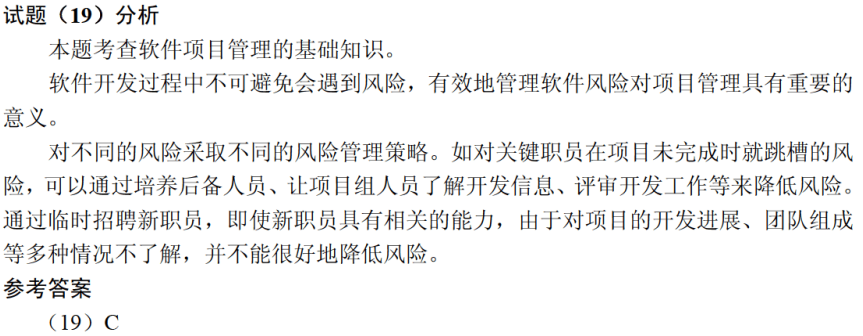 试题（19）分析
本题考查软件项目管理的基础知识。
软件开发过程中不可避免会遇到风险，有效地管理软件风险对项目管理具有重要的
意义。
对不同的风险采取不同的风险管理策略。如对关键职员在项目未完成时就跳槽的风
险，可以通过培养后备人员、让项目组人员了解开发信息、评审开发工作等来降低风险。
通过临时招聘新职员，即使新职员具有相关的能力，由于对项目的开发进展、团队组成
等多种情况不了解，并不能很好地降低风险。
参考答案
（19）C